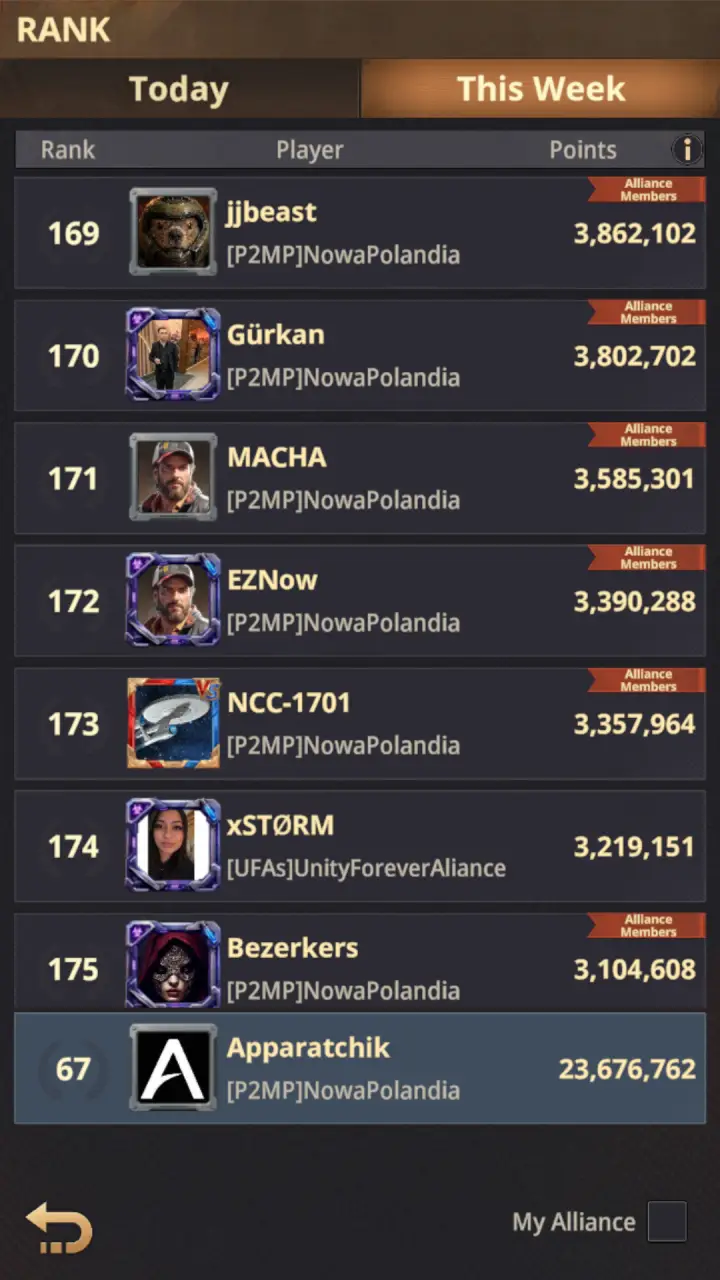 RANK
Today
This Week
Rank
Player
Points
i
Alliance
Members
169
jjbeast
[P2MP]NowaPolandia
3,862,102
Alliance
Members
170
Gürkan
[P2MP]NowaPolandia
3,802,702
Alliance
Members
171
MACHA
[P2MP]NowaPolandia
3,585,301
Alliance
Members
172
EZNow
[P2MP]NowaPolandia
3,390,288
Alliance
Members
173
VS
NCC-1701
[P2MP]NowaPolandia
3,357,964
174
xSTØRM
[UFAs]UnityForeverAliance
3,219,151
Alliance
Members
175
Bezerkers
[P2MP]NowaPolandia
3,104,608
67
A
Apparatchik
[P2MP]NowaPolandia
23,676,762
My Alliance